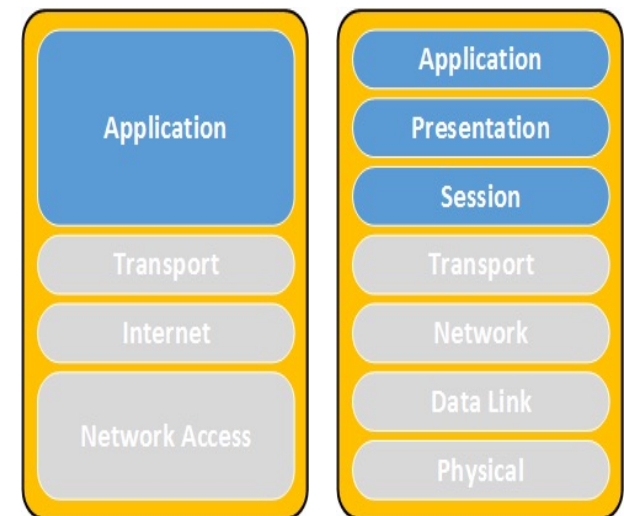 Application
Transport
Internet
Network Access
Application
Presentation
Session
Transport
Network
Data Link
Physical